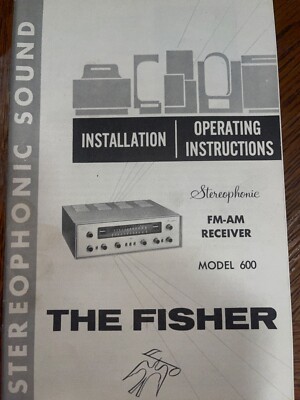 STEREOPHONIC SOUND
INSTALLATION
OPERATING
INSTRUCTIONS
Stereophonic
FM-AM
RECEIVER
MODEL 600
THE FISHER